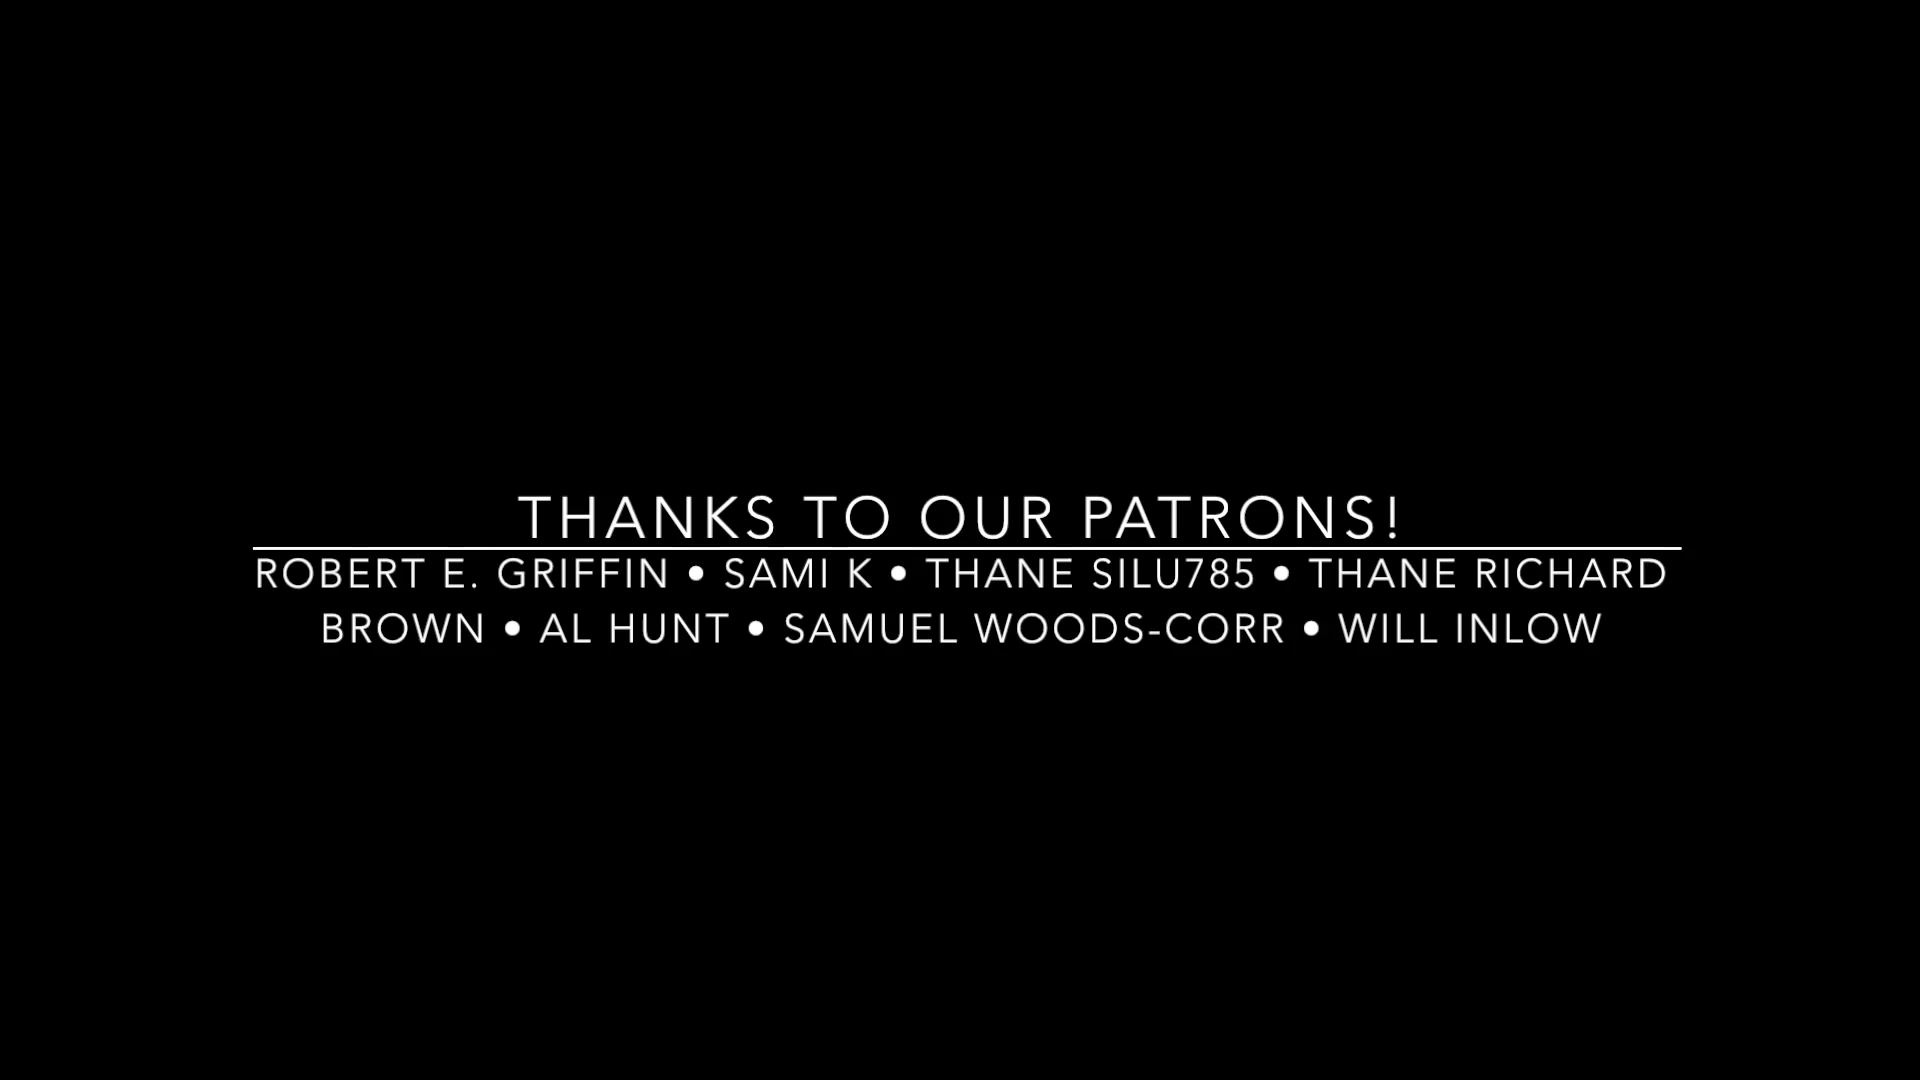 THANKS TO OUR PATRONS!
ROBERT E. GRIFFIN • SAMI K • THANE SILU785 • THANE RICHARD
BROWN • AL HUNT • SAMUEL WOODS-CORR • WILL INLOW